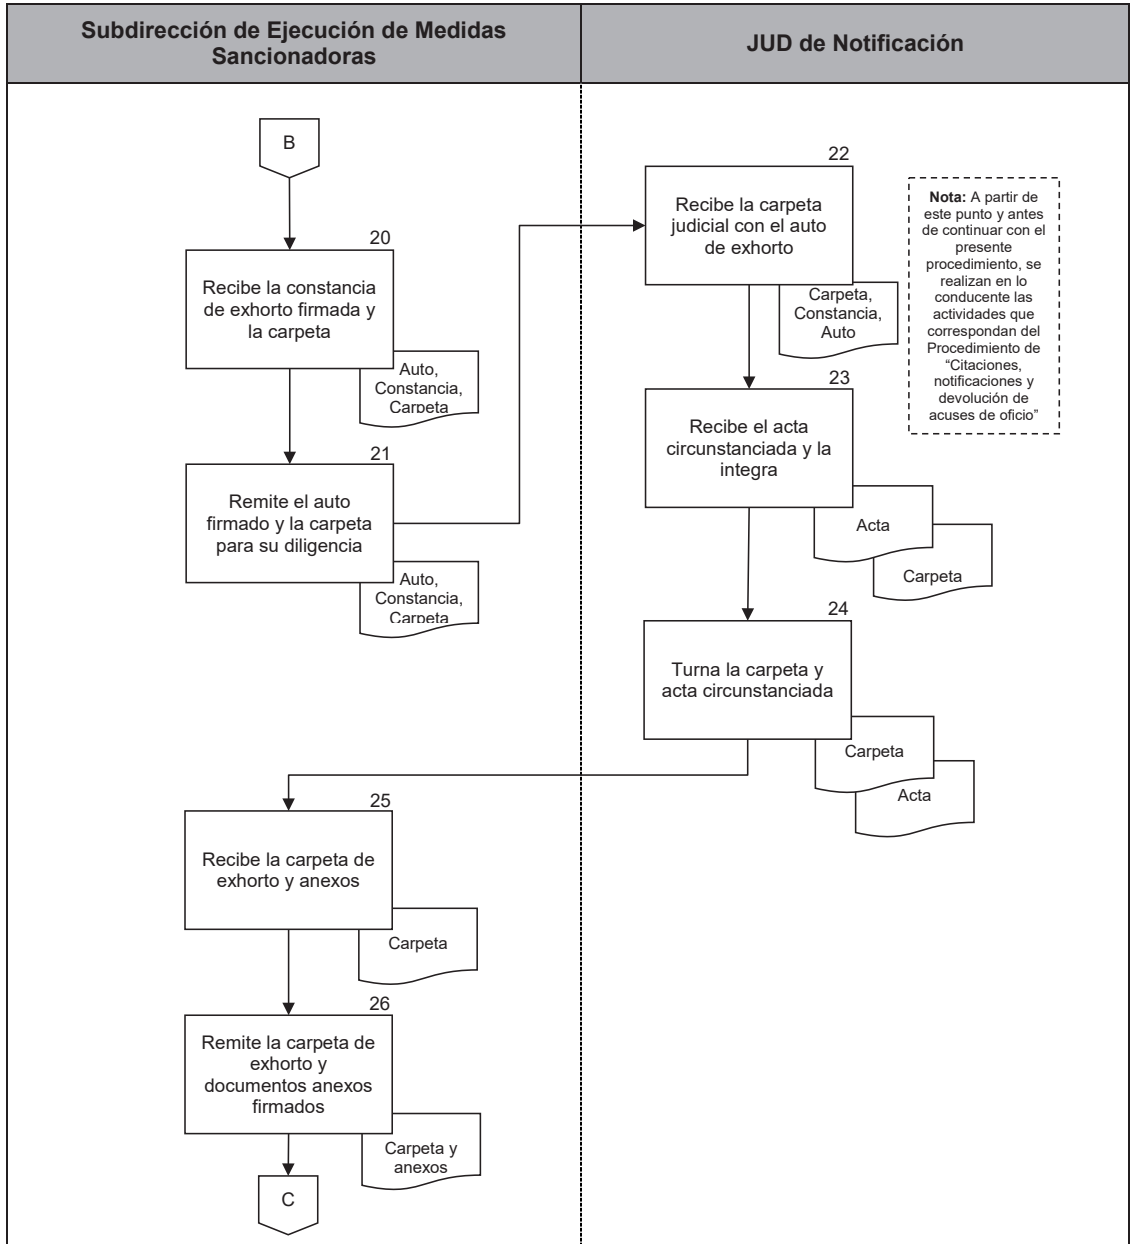 Subdirección de Ejecución de Medidas
Sancionadoras
JUD de Notificación
B
20
Recibe la constancia
de exhorto firmada y
la carpeta
Auto,
Constancia,
Carpeta
21
Remite el auto
firmado y la carpeta
para su diligencia
Auto,
Constancia,
Carpeta
22
Recibe la carpeta
judicial con el auto
de exhorto
Carpeta,
Constancia,
Auto
Nota: A partir de
este punto y antes
de continuar con el
presente
procedimiento, se
realizan en lo
conducente las
actividades que
correspondan del
Procedimiento de
“Citaciones,
notificaciones y
devolución de
acuses de oficio”
23
Recibe el acta
circunstanciada y la
integra
Acta
Carpeta
24
Turna la carpeta y
acta circunstanciada
Carpeta
Acta
25
Recibe la carpeta de
exhorto y anexos
Carpeta
26
Remite la carpeta de
exhorto y
documentos anexos
firmados
Carpeta y
anexos
C